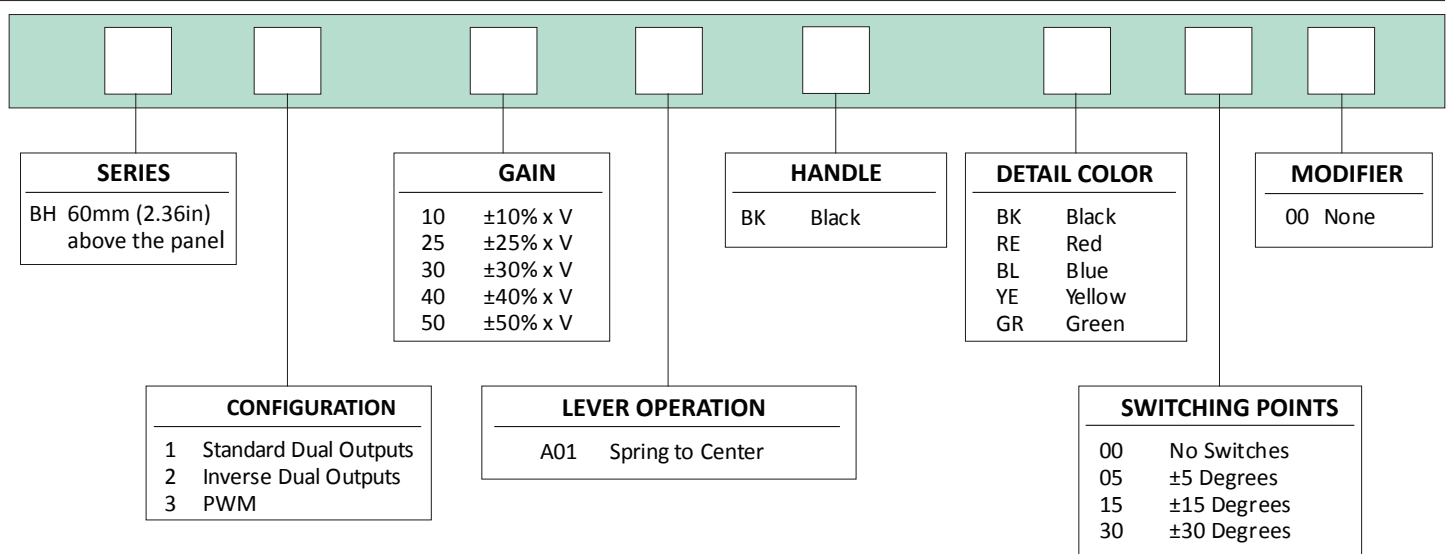 SERIES
BH 60mm (2.36in)
above the panel
GAIN
10 ±10% x V
25 ±25% x V
30 ±30% x V
40 ±40% x V
50 ±50% x V
HANDLE
BK Black
DETAIL COLOR
BK Black
RE Red
BL Blue
YE Yellow
GR Green
MODIFIER
00 None
CONFIGURATION
1 Standard Dual Outputs
2 Inverse Dual Outputs
3 PWM
LEVER OPERATION
A01 Spring to Center
SWITCHING POINTS
00 No Switches
05 ±5 Degrees
15 ±15 Degrees
30 ±30 Degrees